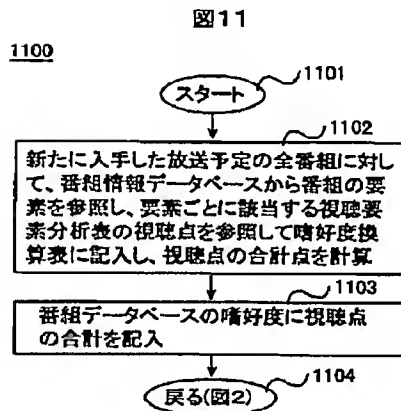 図11
1100
1101
スタート
1102
新たに入手した放送予定の全番組に対し
て、番組情報データベースから番組の要
素を参照し、要素ごとに該当する視聴要
素分析表の視聴点を参照して嗜好度換
算表に記入し、視聴点の合計点を計算
1103
番組データベースの嗜好度に視聴点
の合計を記入
1104
戻る(図2)